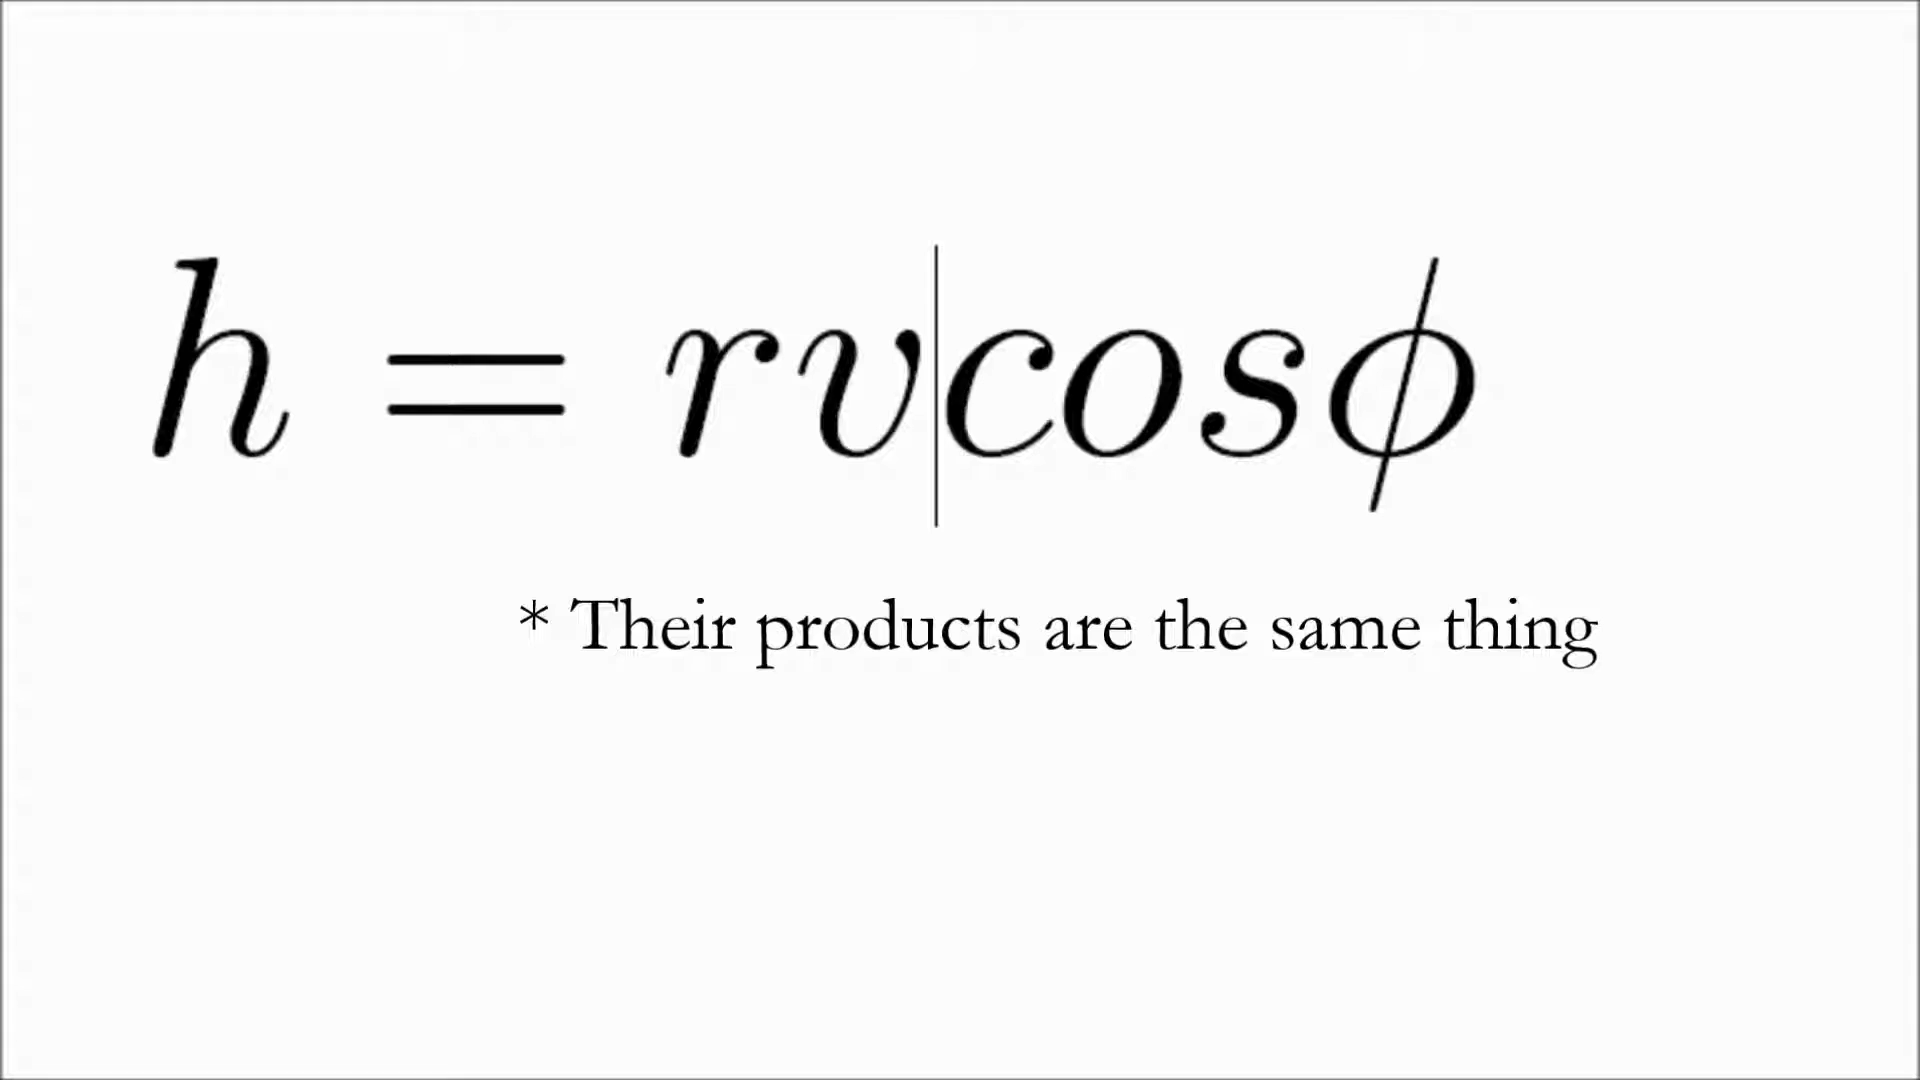 h = rv|cosϕ
* Their products are the same thing